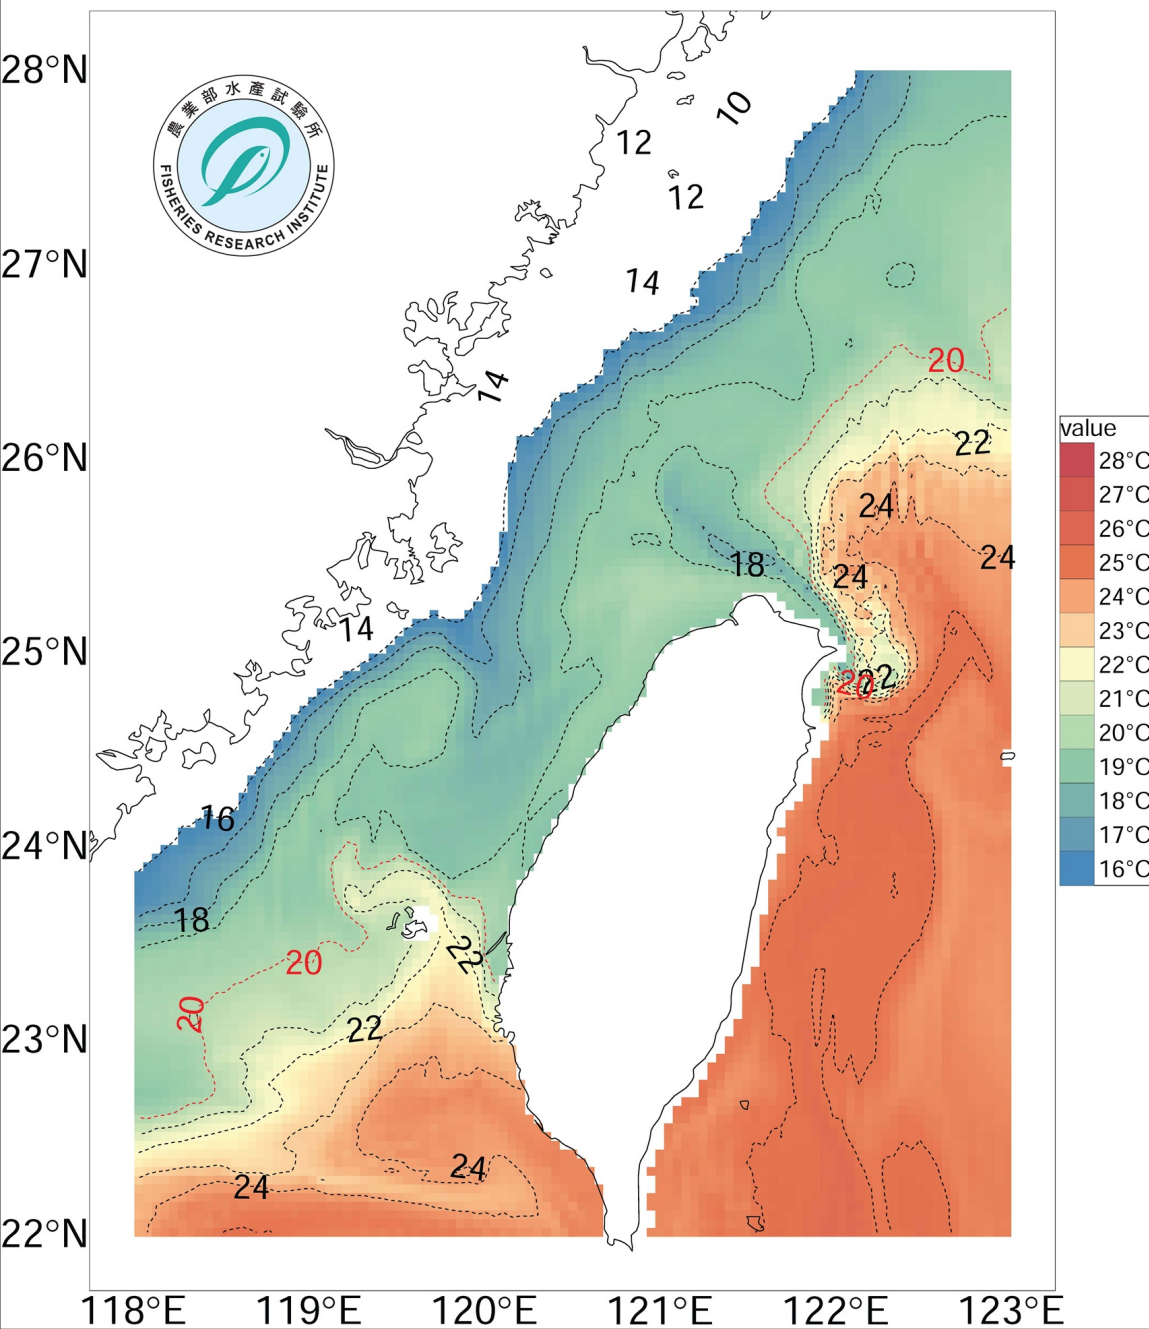 農業部水產試驗所
FISHERIES RESEARCH INSTITUTE
28°N
27°N
26°N
25°N
24°N
23°N
22°N
10
12
12
14
14
20
22
24
24
18
24
14
20
22
16
18
22
20
20
22
24
24
value
28°C
27°C
26°C
25°C
24°C
23°C
22°C
21°C
20°C
19°C
18°C
17°C
16°C
118°E
119°E
120°E
121°E
122°E
123°E